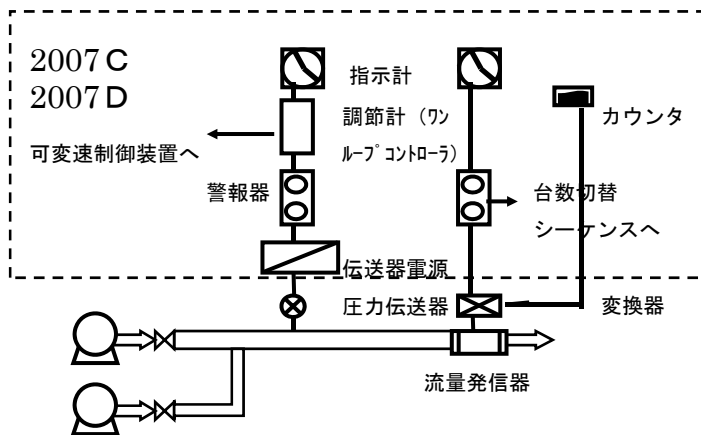 2007C
2007D
指示計
調節計（ワン
ループコントローラ）
カウンタ
可変速制御装置へ
警報器
台数切替
シーケンスへ
伝送器電源
圧力伝送器
変換器
流量発信器